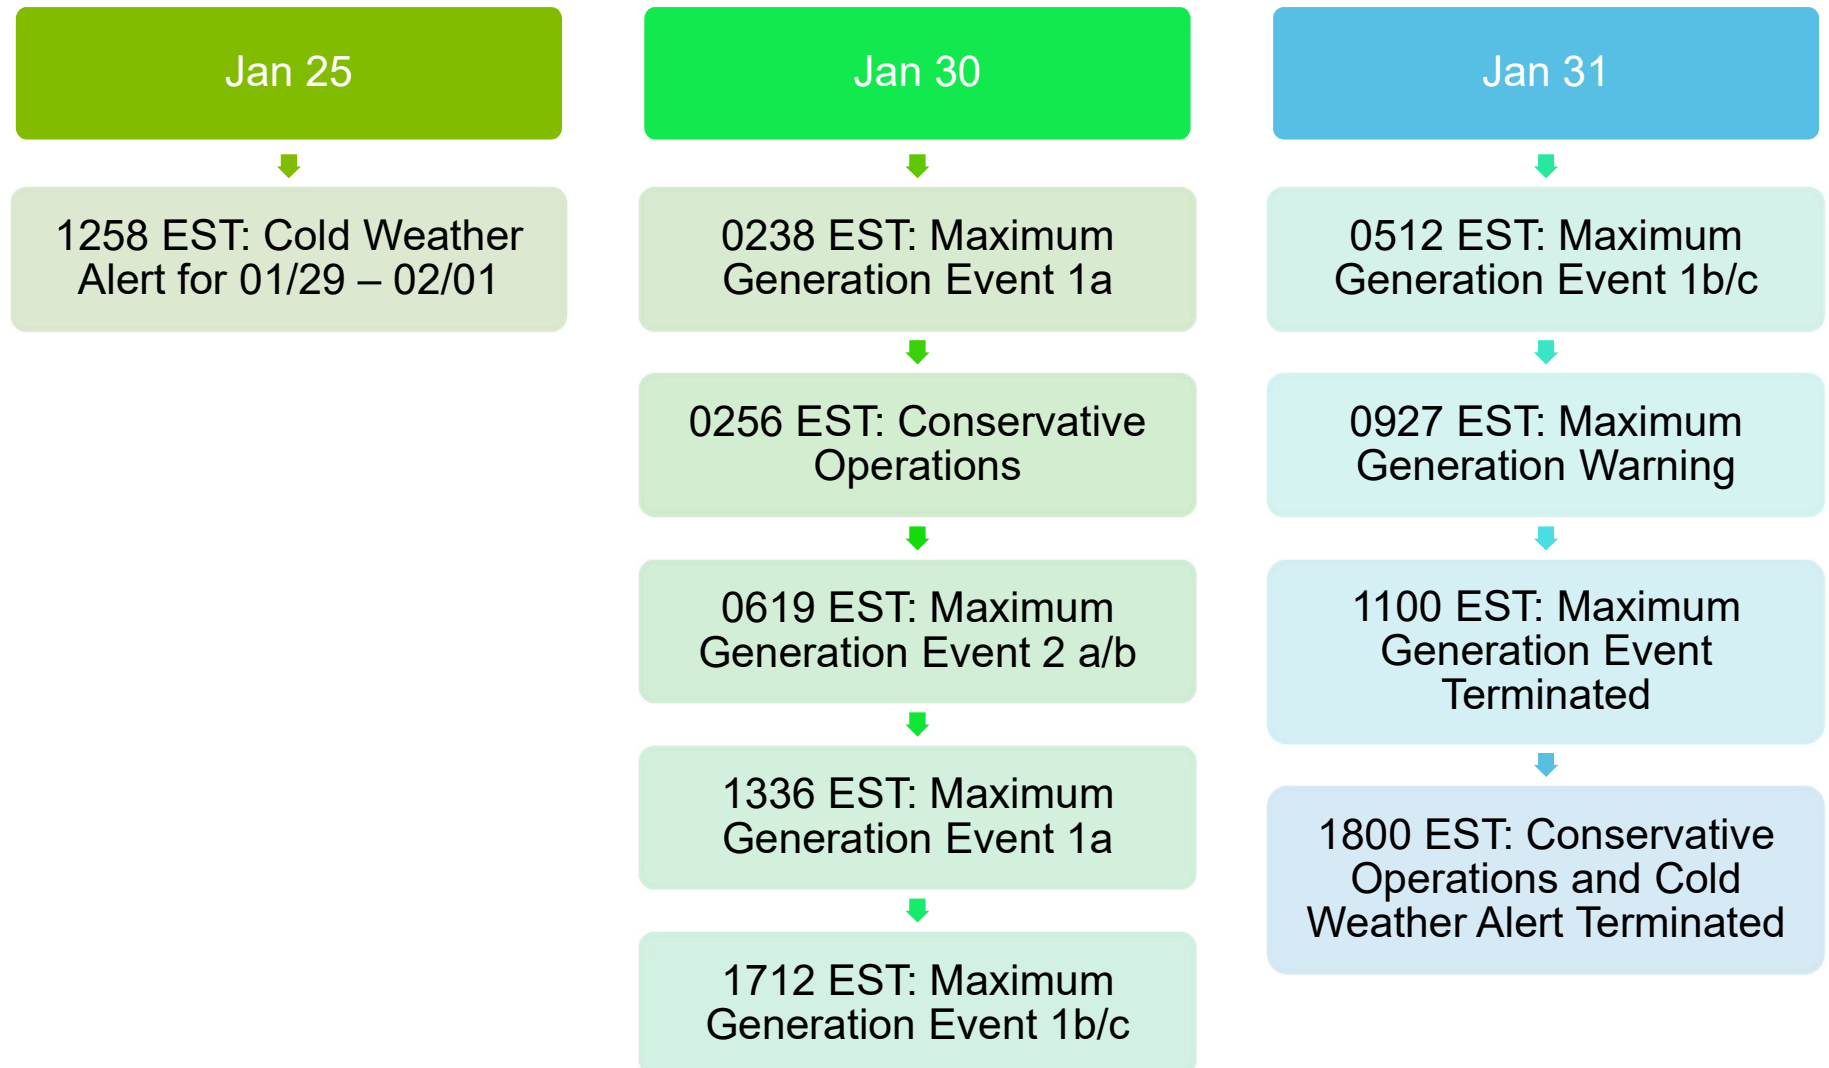 Jan 25
1258 EST: Cold Weather
Alert for 01/29 – 02/01
Jan 30
0238 EST: Maximum
Generation Event 1a
0256 EST: Conservative
Operations
0619 EST: Maximum
Generation Event 2 a/b
1336 EST: Maximum
Generation Event 1a
1712 EST: Maximum
Generation Event 1b/c
Jan 31
0512 EST: Maximum
Generation Event 1b/c
0927 EST: Maximum
Generation Warning
1100 EST: Maximum
Generation Event
Terminated
1800 EST: Conservative
Operations and Cold
Weather Alert Terminated